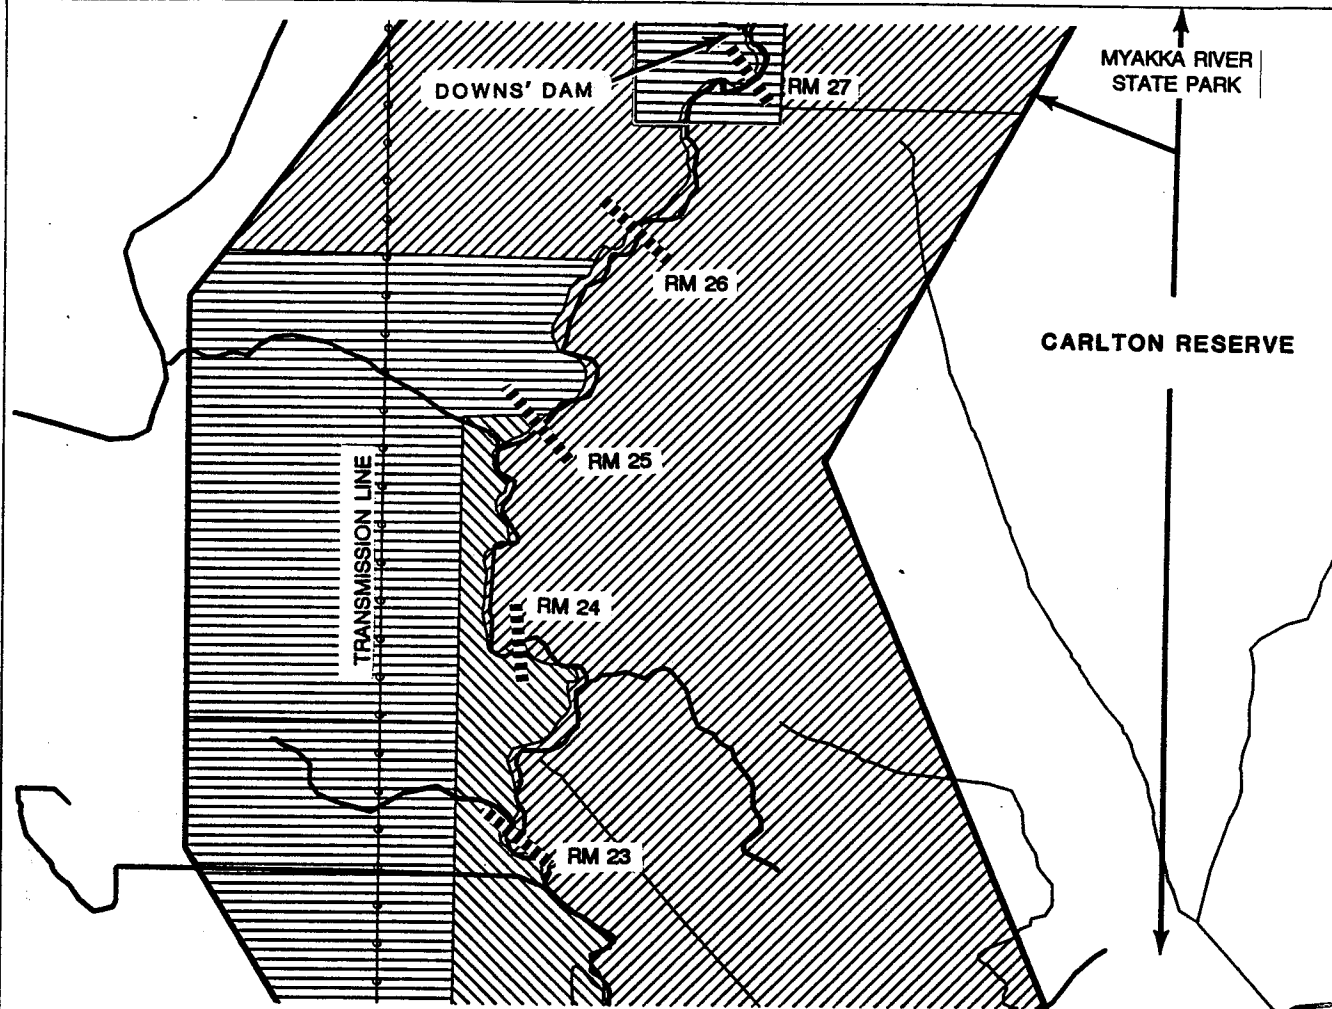 MYAKKA RIVER
STATE PARK
DOWNS' DAM
RM 27
RM 26
CARLTON RESERVE
RM 25
TRANSMISSION LINE
RM 24
RM 23